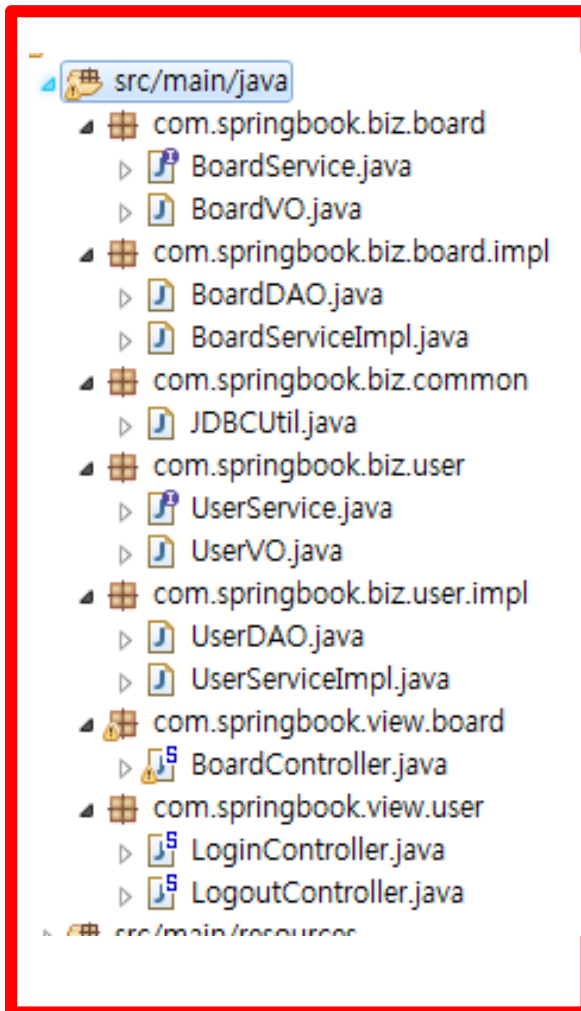 src/main/java
com.springbook.biz.board
BoardService.java
BoardVO.java
com.springbook.biz.board.impl
BoardDAO.java
BoardServiceImpl.java
com.springbook.biz.common
JDBCUtil.java
com.springbook.biz.user
UserService.java
UserVO.java
com.springbook.biz.user.impl
UserDAO.java
UserServiceImpl.java
com.springbook.view.board
BoardController.java
com.springbook.view.user
LoginController.java
LogoutController.java
src/main/resources